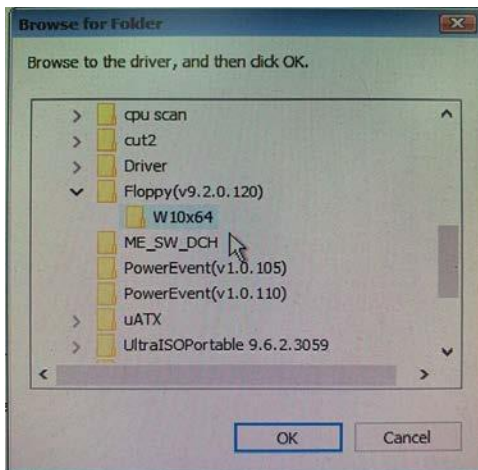 Browse for Folder
Browse to the driver, and then click OK.
cpu scan
cut2
Driver
Floppy(v9.2.0.120)
W10x64
ME_SW_DCH
PowerEvent(v1.0.105)
PowerEvent(v1.0.110)
uATX
UltraISOPortable 9.6.2.3059
OK Cancel